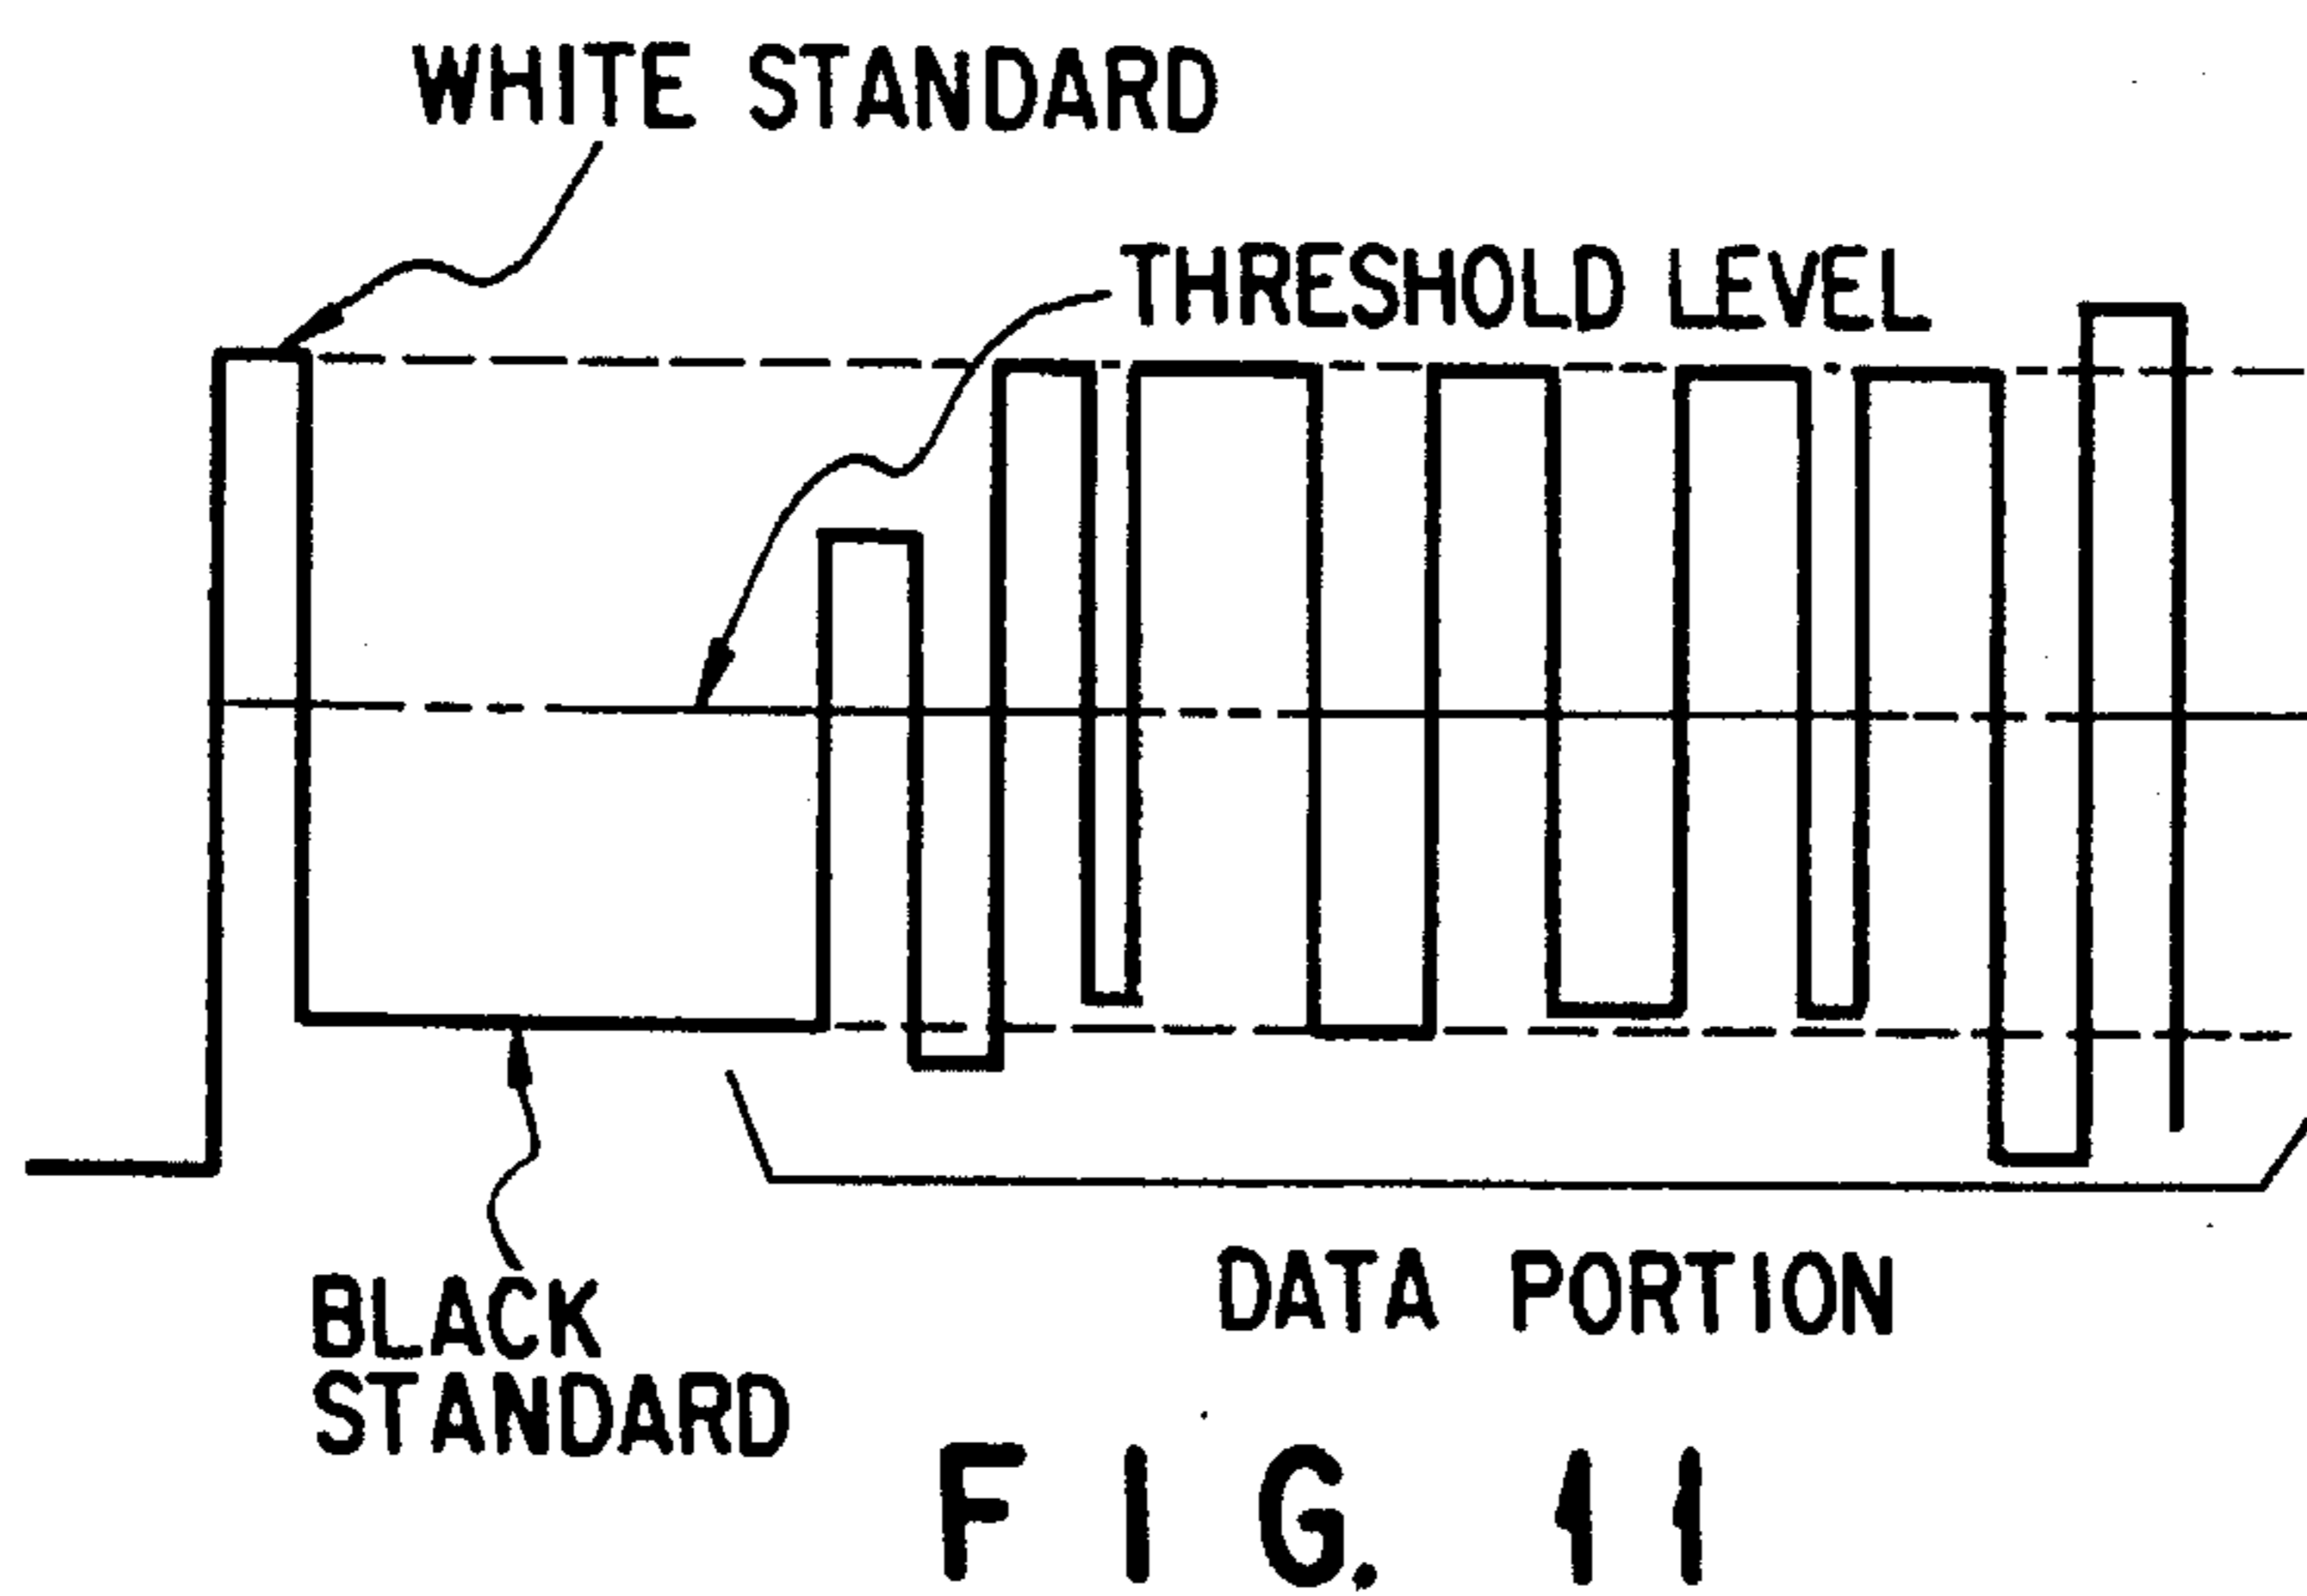 WHITE STANDARD
THRESHOLD LEVEL
DATA PORTION
BLACK
STANDARD
FIG. 11